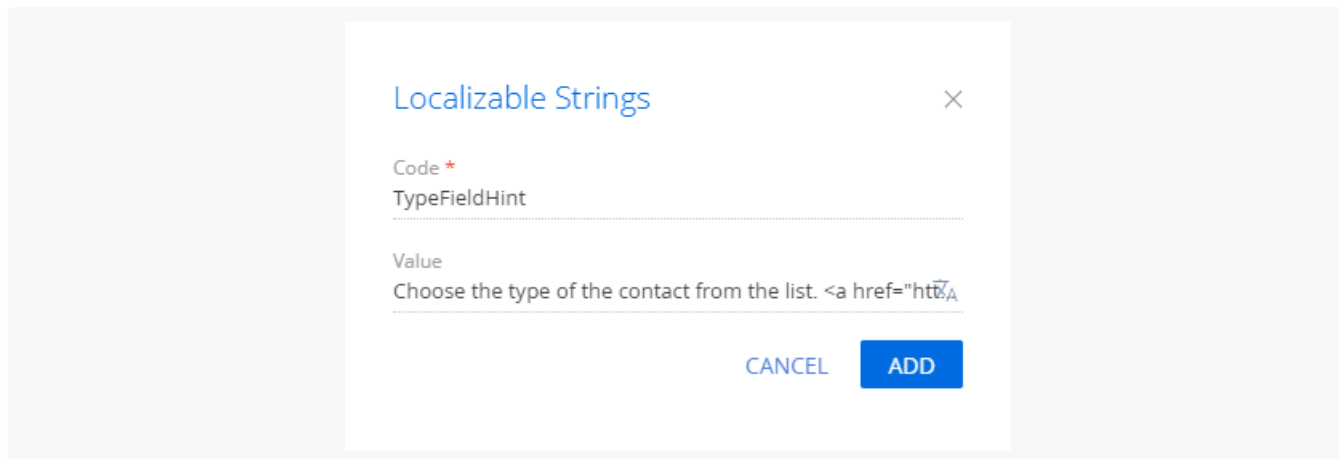 Localizable Strings
Code *
TypeFieldHint
Value
Choose the type of the contact from the list. <a href="htt
CANCEL ADD